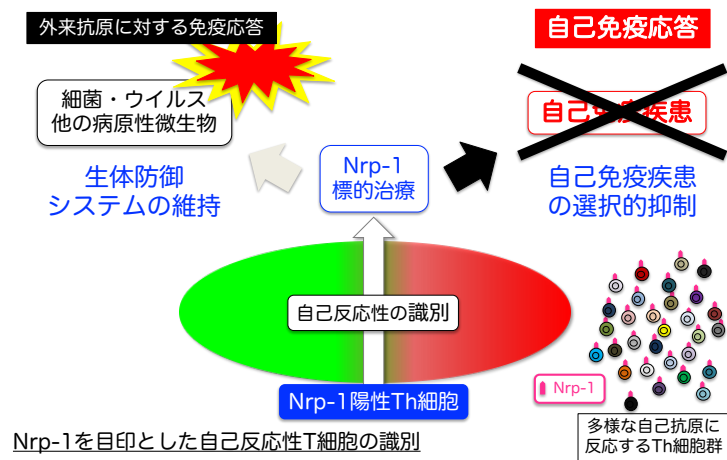 外来抗原に対する免疫応答
自己免疫応答
細菌・ウイルス
他の病原性微生物
自己免疫疾患
Nrp-1
標的治療
生体防御
システムの維持
自己免疫疾患
の選択的抑制
自己反応性の識別
Nrp-1陽性Th細胞
Nrp-1
多様な自己抗原に
反応するTh細胞群
Nrp-1を目印とした自己反応性T細胞の識別